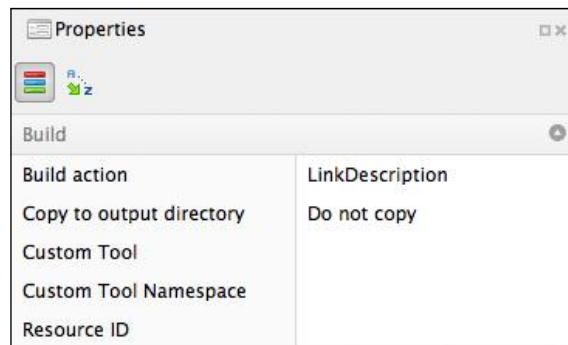 Properties
A
Z
Build
Build action LinkDescription
Copy to output directory Do not copy
Custom Tool
Custom Tool Namespace
Resource ID